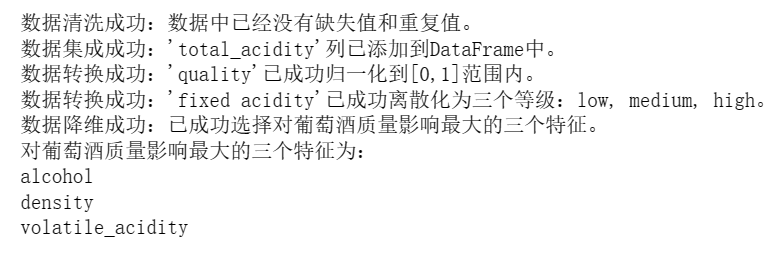 数据清洗成功：数据中已经没有缺失值和重复值。
数据集成成功：'total_acidity'列已添加到DataFrame中。
数据转换成功：'quality'已成功归一化到[0,1]范围内。
数据转换成功：'fixed acidity'已成功离散化为三个等级：low, medium, high。
数据降维成功：已成功选择对葡萄酒质量影响最大的三个特征。
对葡萄酒质量影响最大的三个特征为：
alcohol
density
volatile_acidity